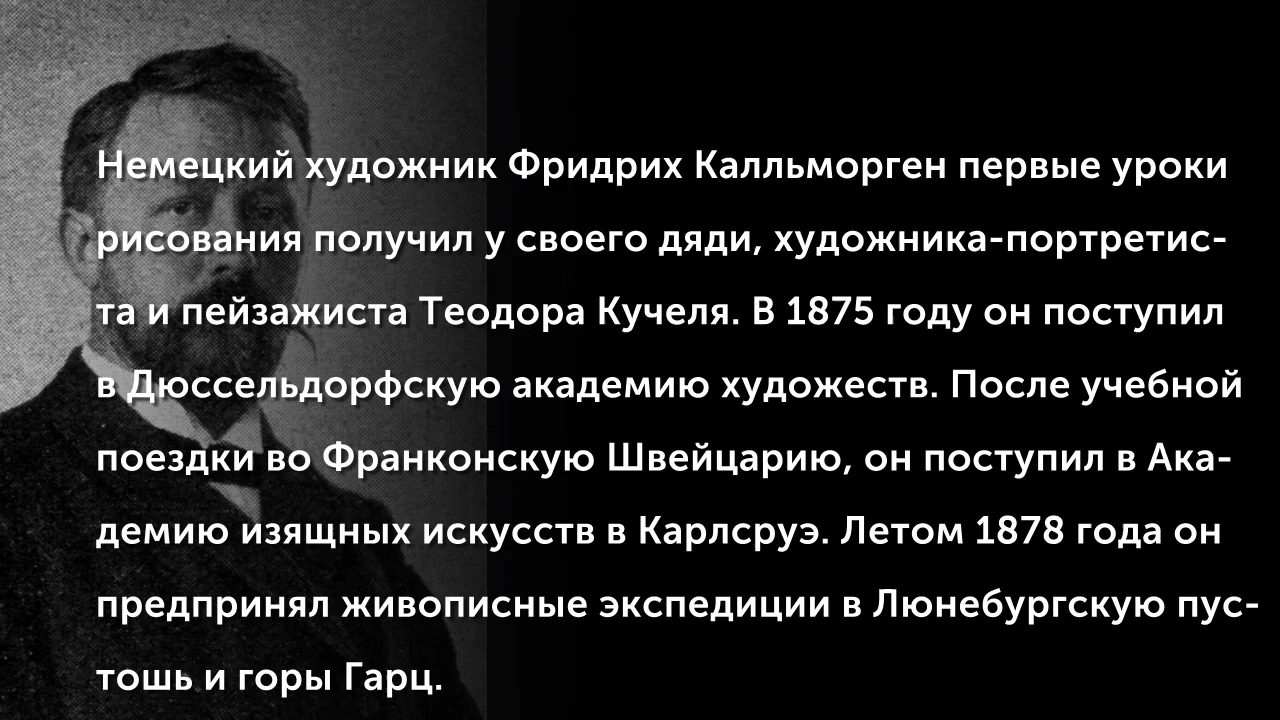 Немецкий художник Фридрих Калльморген первые уроки
рисования получил у своего дяди, художника-портретис-
та и пейзажиста Теодора Кучеля. В 1875 году он поступил
в Дюссельдорфскую академию художеств. После учебной
поездки во Франконскую Швейцарию, он поступил в Ака-
демию изящных искусств в Карлсруэ. Летом 1878 года он
предпринял живописные экспедиции в Люнебургскую пус-
тошь и горы Гарц.